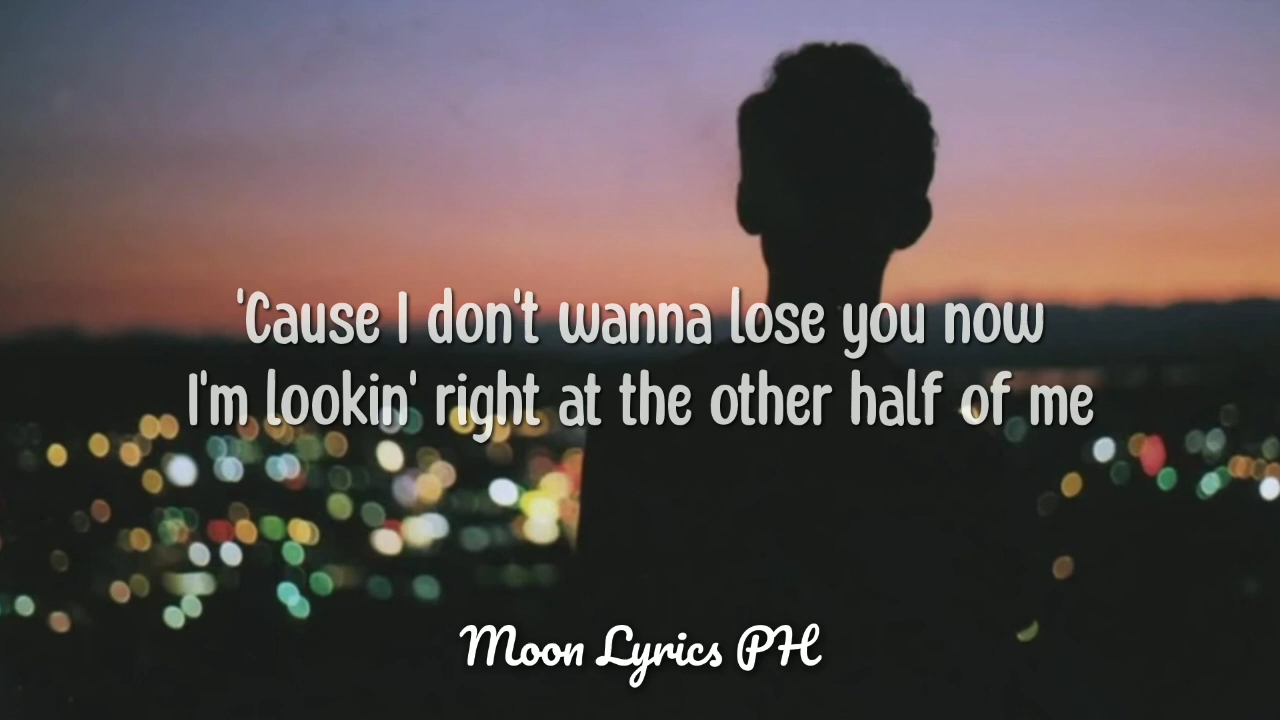 'Cause I don't wanna lose you now
I'm lookin' right at the other half of me
Moon Lyrics PH